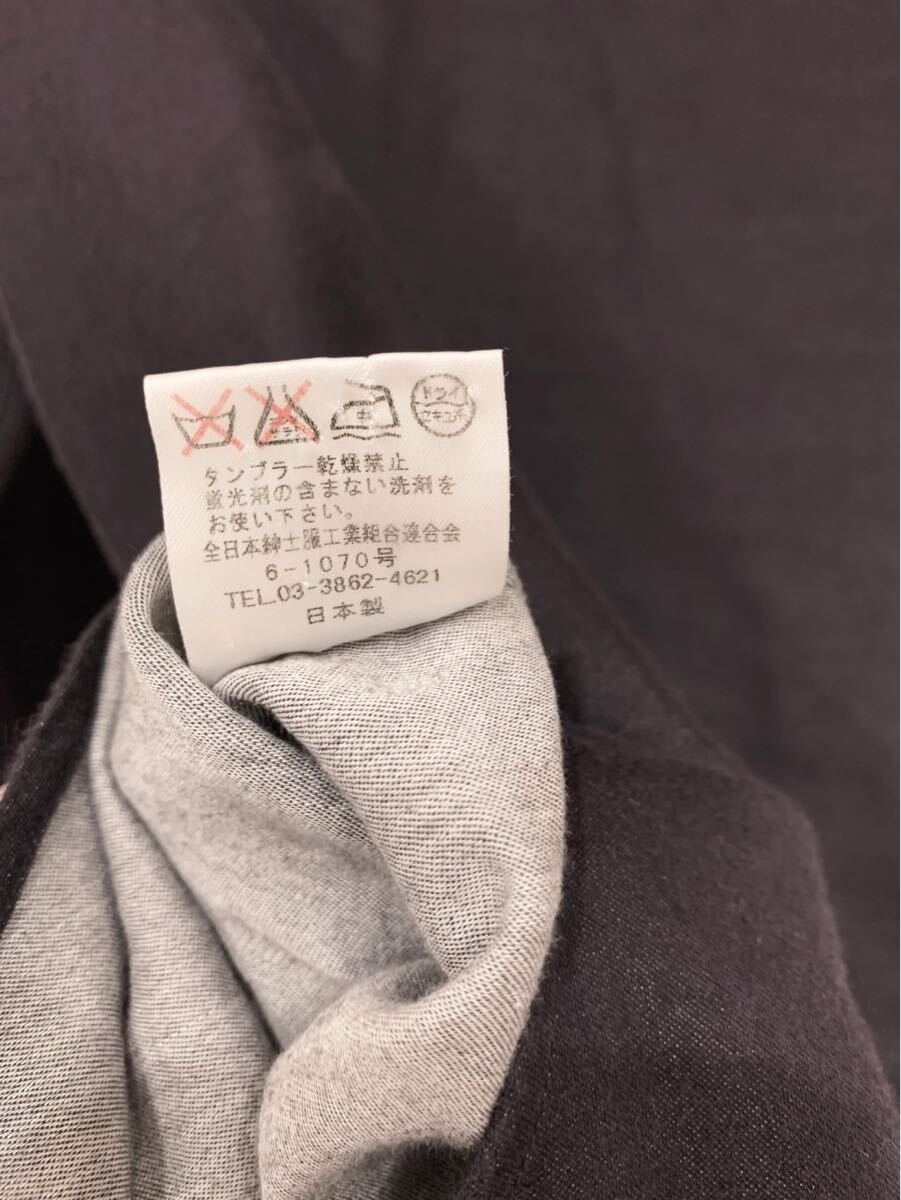 中 ドライ
セキユ系
タンブラー乾燥禁止
蛍光剤の含まない洗剤を
お使い下さい。
全日本紳士服工業組合連合会
6-1070号
TEL.03-3862-4621
日本製